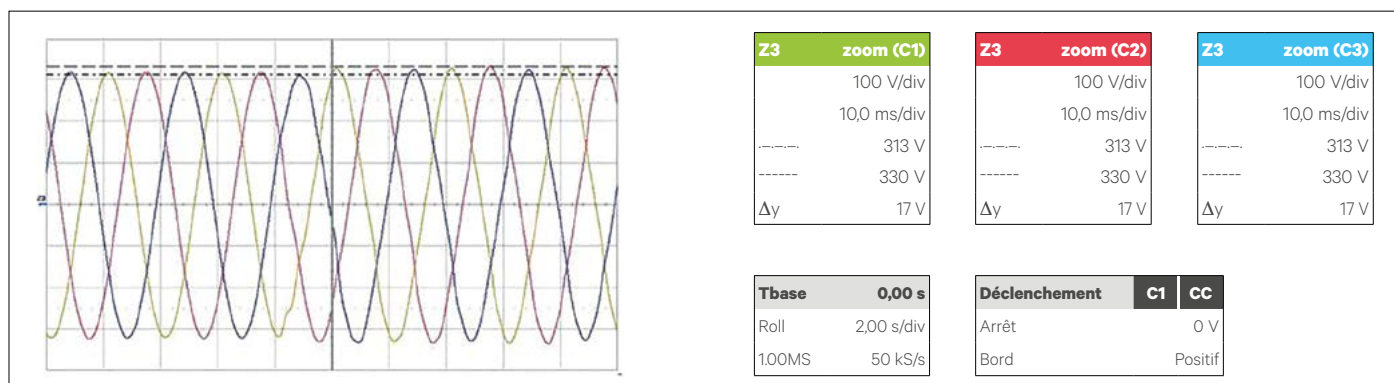 Z3 zoom (C1)
100 V/div
10,0 ms/div
313 V
330 V
Δy 17 V
Z3 zoom (C2)
100 V/div
10,0 ms/div
313 V
330 V
Δy 17 V
Z3 zoom (C3)
100 V/div
10,0 ms/div
313 V
330 V
Δy 17 V
Tbase 0,00 s
Roll 2,00 s/div
1.00MS 50 kS/s
Déclenchement C1 CC
Arrêt 0 V
Bord Positif